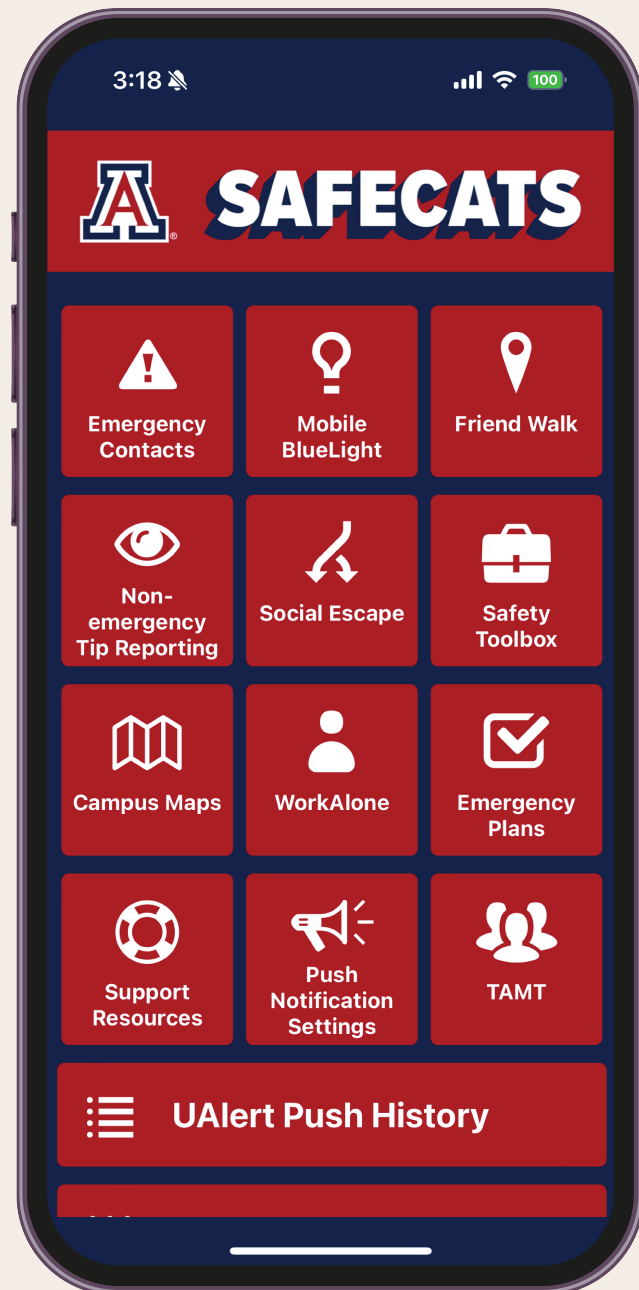 3:18
100
A
®
SAFECATS
Emergency
Contacts
Mobile
BlueLight
Friend Walk
Non-
emergency
Tip Reporting
Social Escape
Safety
Toolbox
Campus Maps
WorkAlone
Emergency
Plans
Support
Resources
Push
Notification
Settings
TAMT
UAlert Push History